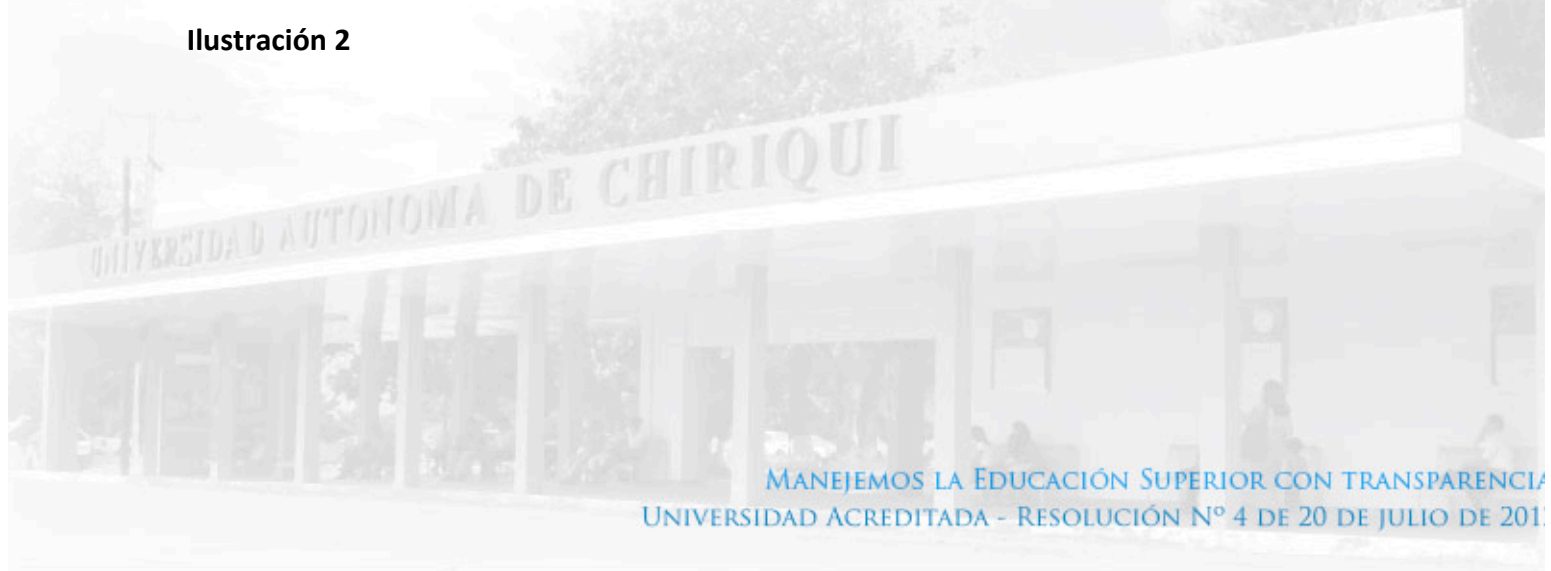 Ilustración 2
UNIVERSIDAD AUTONOMA DE CHIRIQUI
MANEJEMOS LA EDUCACIÓN SUPERIOR CON TRANSPARENCIA
UNIVERSIDAD ACREDITADA - RESOLUCIÓN Nº 4 DE 20 DE JULIO DE